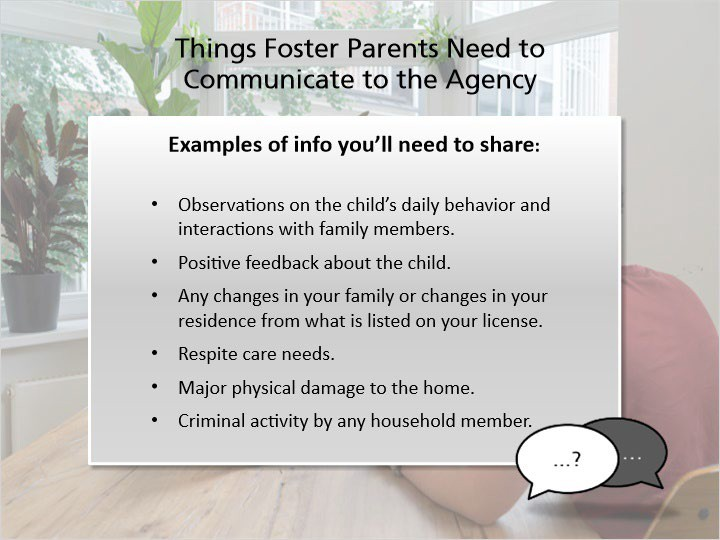 Things Foster Parents Need to
Communicate to the Agency
Examples of info you’ll need to share:
• Observations on the child’s daily behavior and
interactions with family members.
• Positive feedback about the child.
• Any changes in your family or changes in your
residence from what is listed on your license.
• Respite care needs.
• Major physical damage to the home.
• Criminal activity by any household member.
...?
...